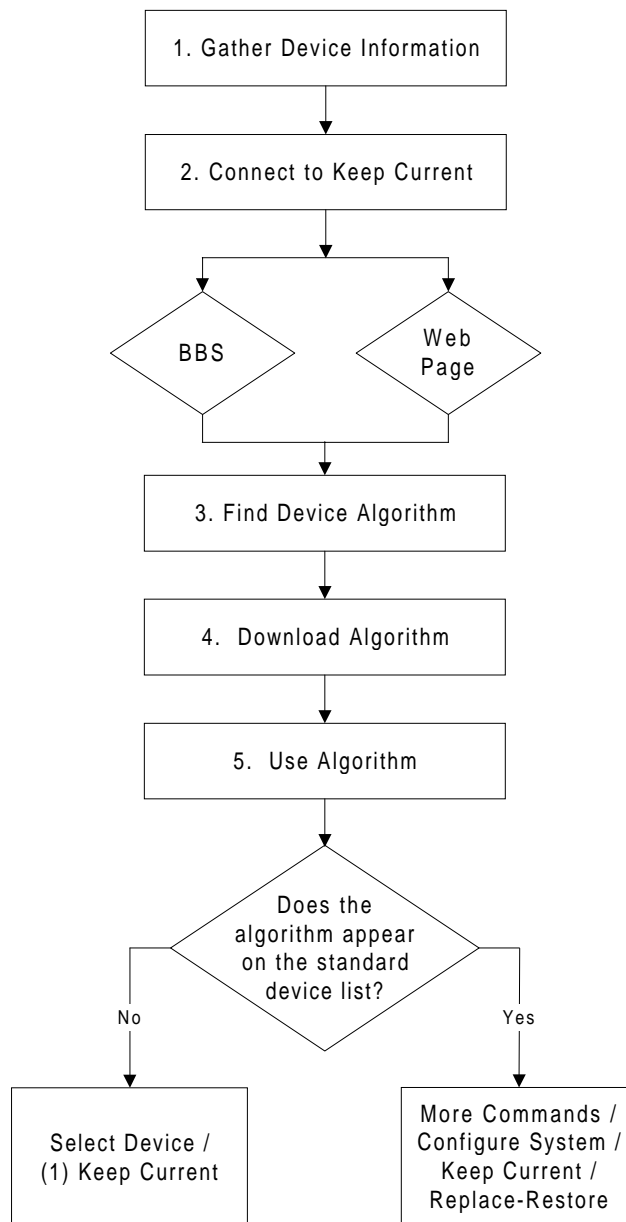 1. Gather Device Information
2. Connect to Keep Current
BBS
Web
Page
3. Find Device Algorithm
4. Download Algorithm
5. Use Algorithm
Does the
algorithm appear
on the standard
device list?
No
Yes
Select Device /
(1) Keep Current
More Commands /
Configure System /
Keep Current /
Replace-Restore